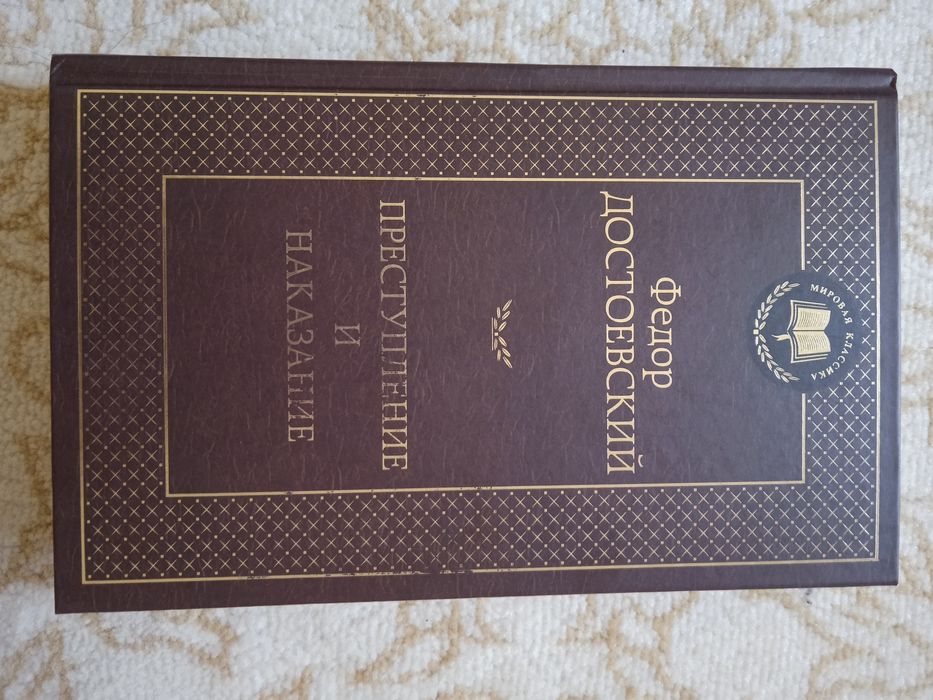 МИРОВАЯ КЛАССИКА
Федор
ДОСТОЕВСКИЙ
ПРЕСТУПЛЕНИЕ
И
НАКАЗАНИЕ